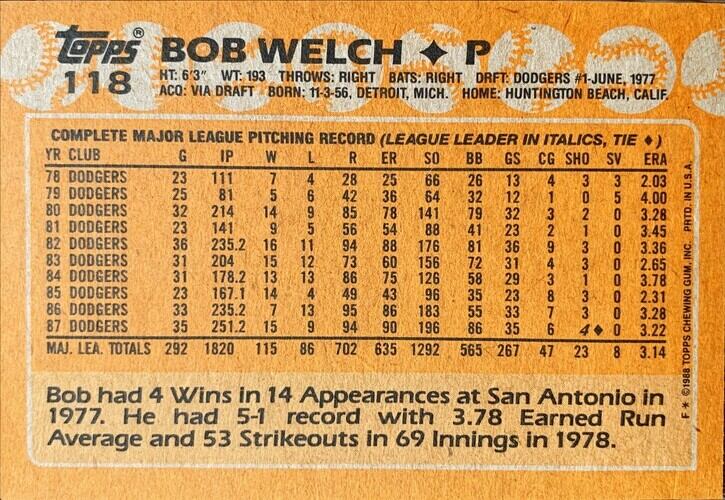 topps® BOB WELCH ✦ P
118 HT: 6'3" WT: 193 THROWS: RIGHT BATS: RIGHT DRFT: DODGERS #1-JUNE, 1977
ACQ: VIA DRAFT BORN: 11-3-56, DETROIT, MICH. HOME: HUNTINGTON BEACH, CALIF.
COMPLETE MAJOR LEAGUE PITCHING RECORD (LEAGUE LEADER IN ITALICS, TIE ♦)
YR CLUB G IP W L R ER SO BB GS CG SHO SV ERA
78 DODGERS 23 111 7 4 28 25 66 26 13 4 3 3 2.03
79 DODGERS 25 81 5 6 42 36 64 32 12 1 0 5 4.00
80 DODGERS 32 214 14 9 85 78 141 79 32 3 2 0 3.28
81 DODGERS 23 141 9 5 56 54 88 41 23 2 1 0 3.45
82 DODGERS 36 235.2 16 11 94 88 176 81 36 9 3 0 3.36
83 DODGERS 31 204 15 12 73 60 156 72 31 4 3 0 2.65
84 DODGERS 31 178.2 13 13 86 75 126 58 29 3 1 0 3.78
85 DODGERS 23 167.1 14 4 49 43 96 35 23 8 3 0 2.31
86 DODGERS 33 235.2 7 13 95 86 183 55 33 7 3 0 3.28
87 DODGERS 35 251.2 15 9 94 90 196 86 35 6 4♦ 0 3.22
MAJ. LEA. TOTALS 292 1820 115 86 702 635 1292 565 267 47 23 8 3.14
Bob had 4 Wins in 14 Appearances at San Antonio in
1977. He had 5-1 record with 3.78 Earned Run
Average and 53 Strikeouts in 69 Innings in 1978.
F * ©1988 TOPPS CHEWING GUM, INC. PRTD. IN U.S.A.